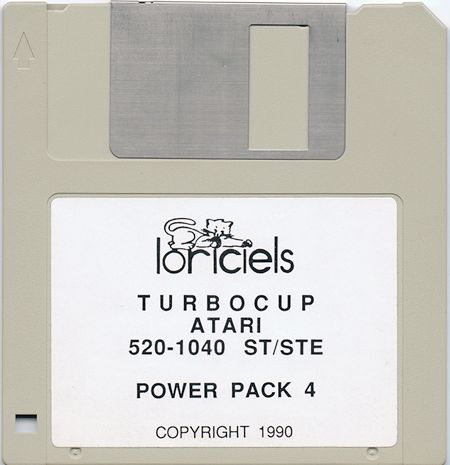 loriciels
TURBOCUP
ATARI
520-1040 ST/STE
POWER PACK 4
COPYRIGHT 1990